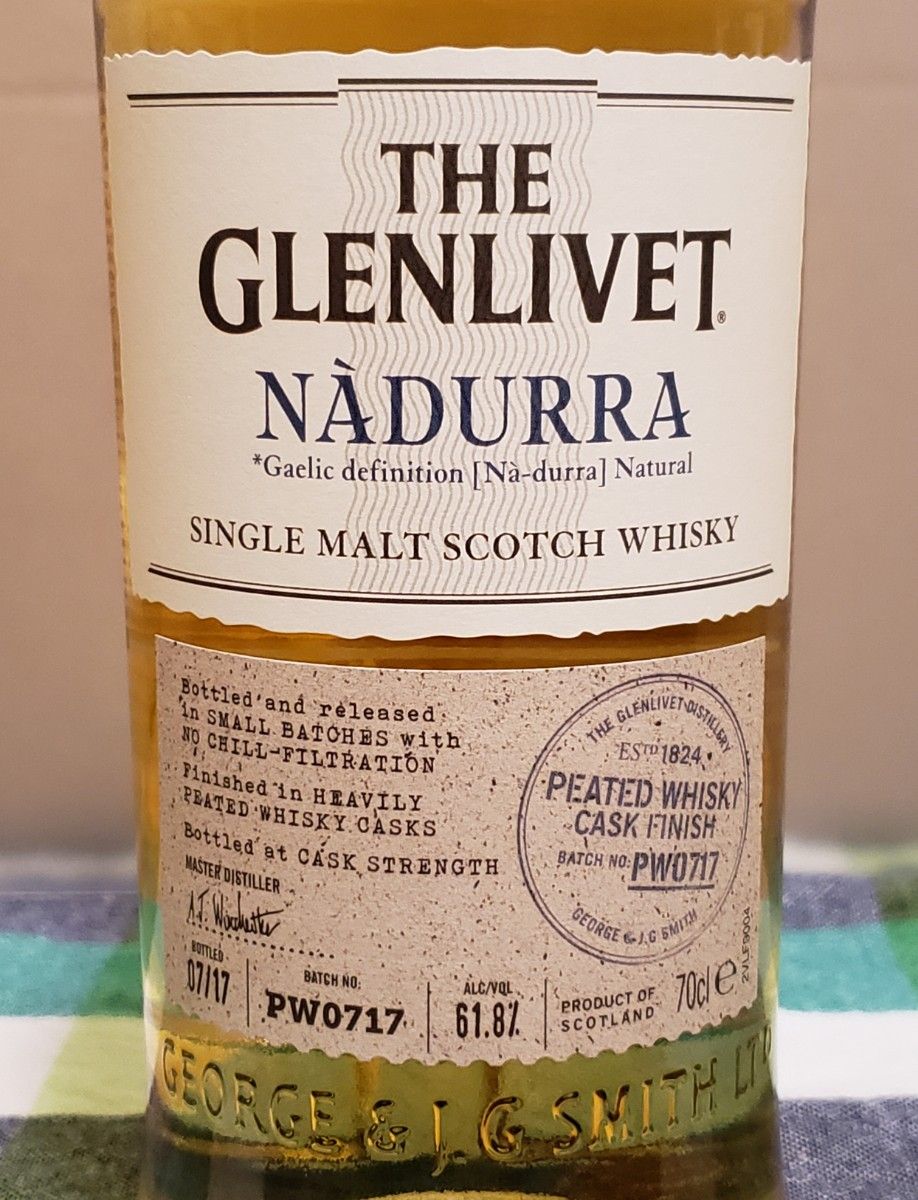 THE
GLENLIVET®
NÀDURRA
*Gaelic definition [Nà-durra] Natural
SINGLE MALT SCOTCH WHISKY
Bottled and released
in SMALL BATCHES with
NO CHILL-FILTRATION
Finished in HEAVILY
PEATED WHISKY CASKS
Bottled at CASK STRENGTH
MASTER DISTILLER
A.J. Winchester
BOTTLED
07/17
BATCH NO:
PW0717
ALC/VOL
61.8%
PRODUCT OF
SCOTLAND
70cl e
THE GLENLIVET DISTILLERY
ESTD 1824
PEATED WHISKY
CASK FINISH
BATCH NO: PW0717
GEORGE & J.G SMITH
2VLF9004
GEORGE & J G SMITH LTD